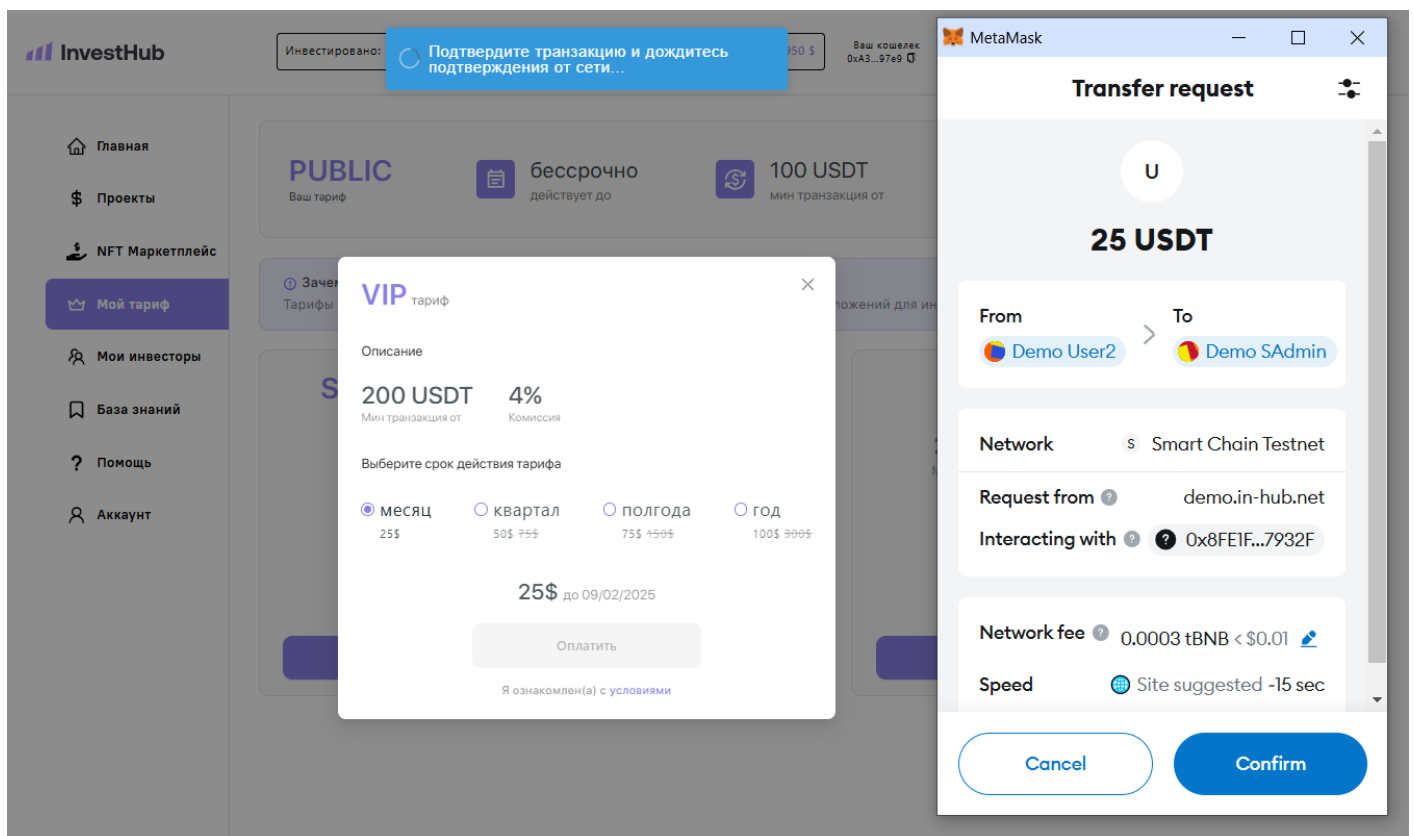 InvestHub
Инвестировано:
950 $
Ваш кошелек
0xA3...97e9
Подтвердите транзакцию и дождитесь
подтверждения от сети...
Главная
Проекты
NFT Маркетплейс
Мой тариф
Мои инвесторы
База знаний
Помощь
Аккаунт
PUBLIC
Ваш тариф
бессрочно
действует до
100 USDT
мин транзакция от
Тарифы
VIP тариф
Описание
200 USDT
Мин транзакция от
4%
Комиссия
Выберите срок действия тарифа
месяц
25$
квартал
50$ 75$
полгода
75$ 150$
год
100$ 300$
25$ до 09/02/2025
Оплатить
Я ознакомлен(а) с условиями
MetaMask
Transfer request
U
25 USDT
From
Demo User2
To
Demo SAdmin
Network
S Smart Chain Testnet
Request from ?
demo.in-hub.net
Interacting with ?
? 0x8FE1F...7932F
Network fee ?
0.0003 tBNB < $0.01
Speed
Site suggested ~15 sec
Cancel
Confirm